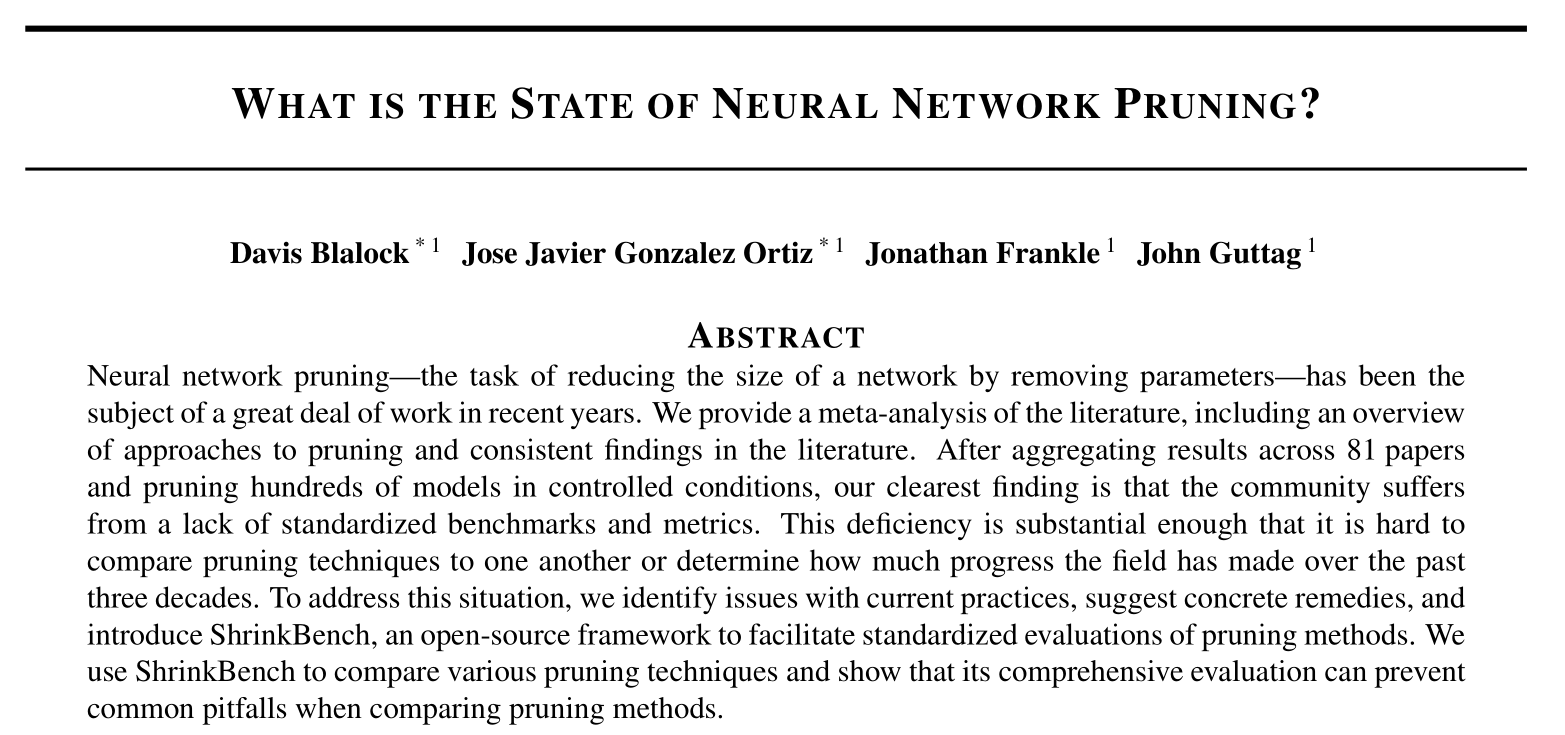 WHAT IS THE STATE OF NEURAL NETWORK PRUNING?
Davis Blalock * 1 Jose Javier Gonzalez Ortiz * 1 Jonathan Frankle 1 John Guttag 1
ABSTRACT
Neural network pruning—the task of reducing the size of a network by removing parameters—has been the
subject of a great deal of work in recent years. We provide a meta-analysis of the literature, including an overview
of approaches to pruning and consistent findings in the literature. After aggregating results across 81 papers
and pruning hundreds of models in controlled conditions, our clearest finding is that the community suffers
from a lack of standardized benchmarks and metrics. This deficiency is substantial enough that it is hard to
compare pruning techniques to one another or determine how much progress the field has made over the past
three decades. To address this situation, we identify issues with current practices, suggest concrete remedies, and
introduce ShrinkBench, an open-source framework to facilitate standardized evaluations of pruning methods. We
use ShrinkBench to compare various pruning techniques and show that its comprehensive evaluation can prevent
common pitfalls when comparing pruning methods.